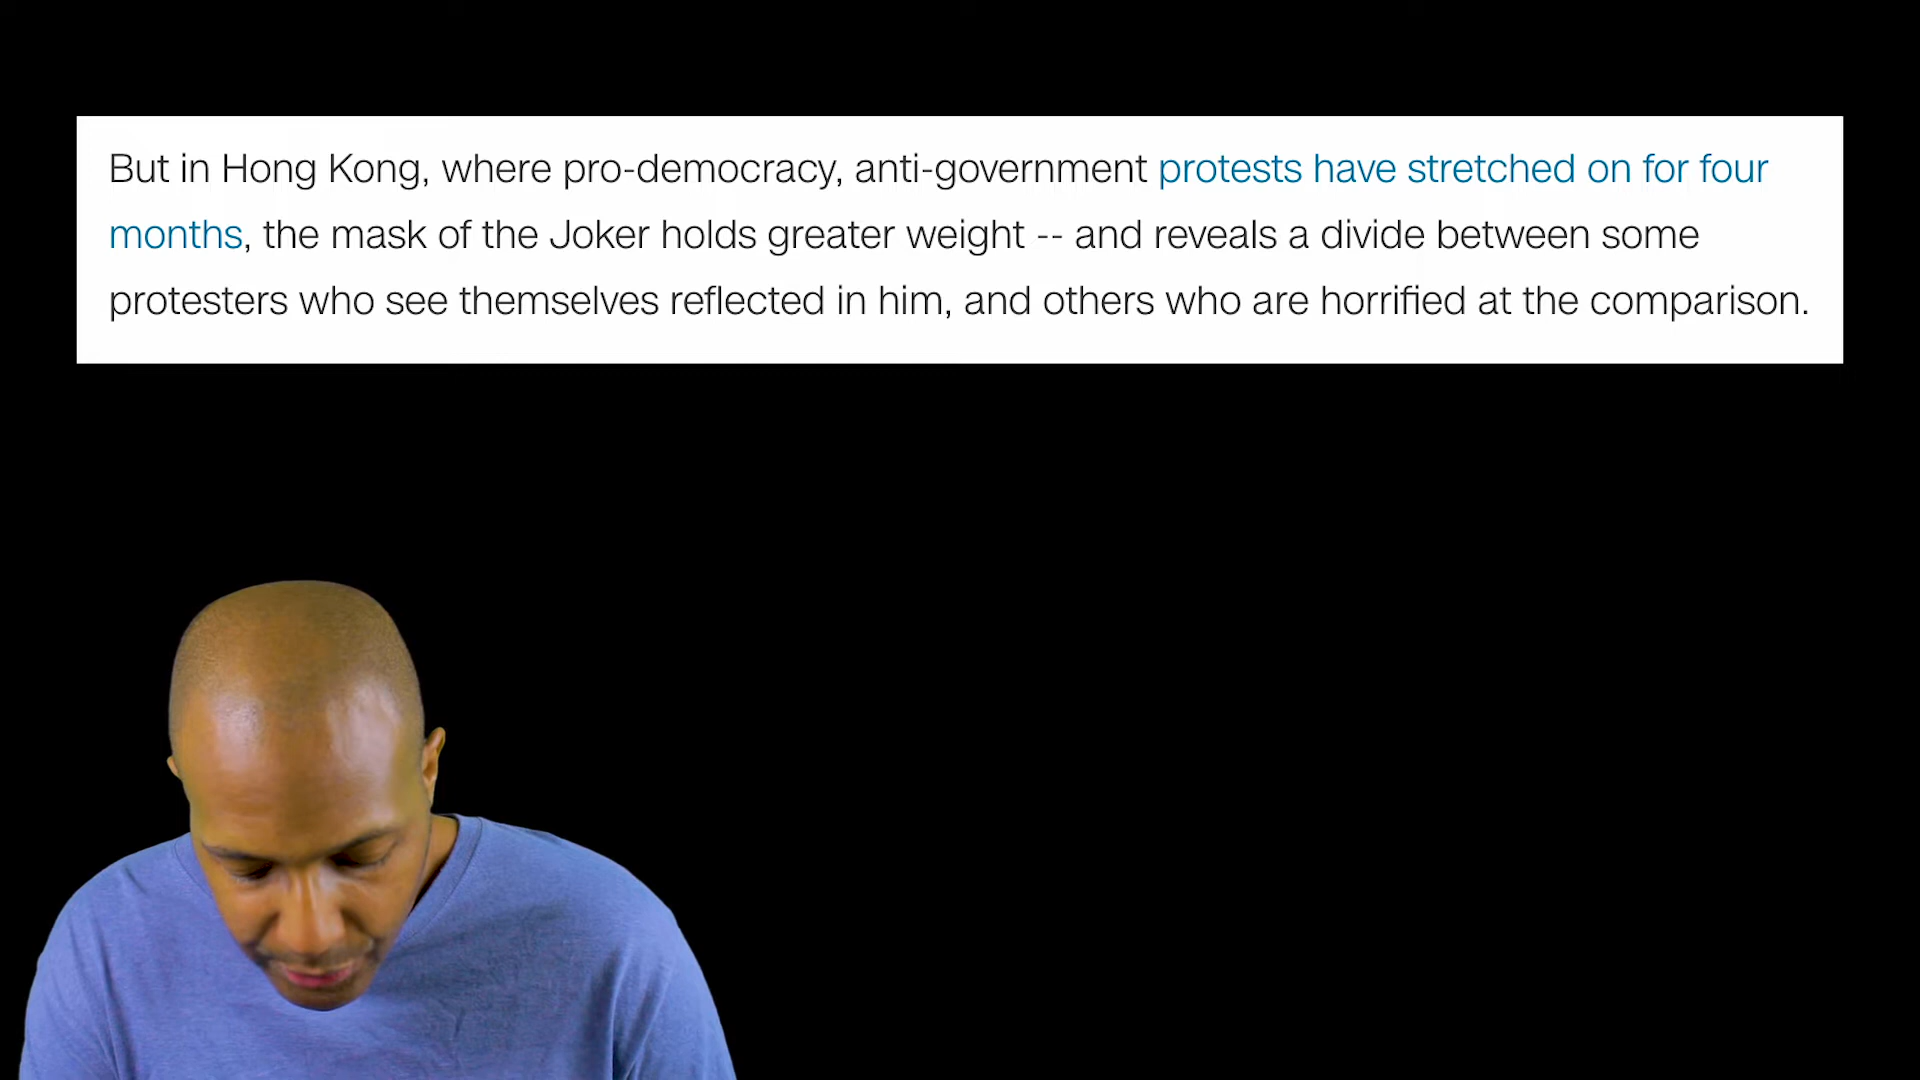 But in Hong Kong, where pro-democracy, anti-government protests have stretched on for four
months, the mask of the Joker holds greater weight -- and reveals a divide between some
protesters who see themselves reflected in him, and others who are horrified at the comparison.